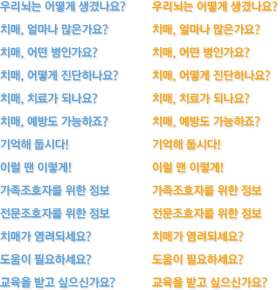 우리뇌는 어떻게 생겼나요? 우리뇌는 어떻게 생겼나요?
치매, 얼마나 많은가요? 치매, 얼마나 많은가요?
치매, 어떤 병인가요? 치매, 어떤 병인가요?
치매, 어떻게 진단하나요? 치매, 어떻게 진단하나요?
치매, 치료가 되나요? 치매, 치료가 되나요?
치매, 예방도 가능하죠? 치매, 예방도 가능하죠?
기억해 둡시다! 기억해 둡시다!
이럴 땐 이렇게! 이럴 땐 이렇게!
가족조호자를 위한 정보 가족조호자를 위한 정보
전문조호자를 위한 정보 전문조호자를 위한 정보
치매가 염려되세요? 치매가 염려되세요?
도움이 필요하세요? 도움이 필요하세요?
교육을 받고 싶으신가요? 교육을 받고 싶으신가요?